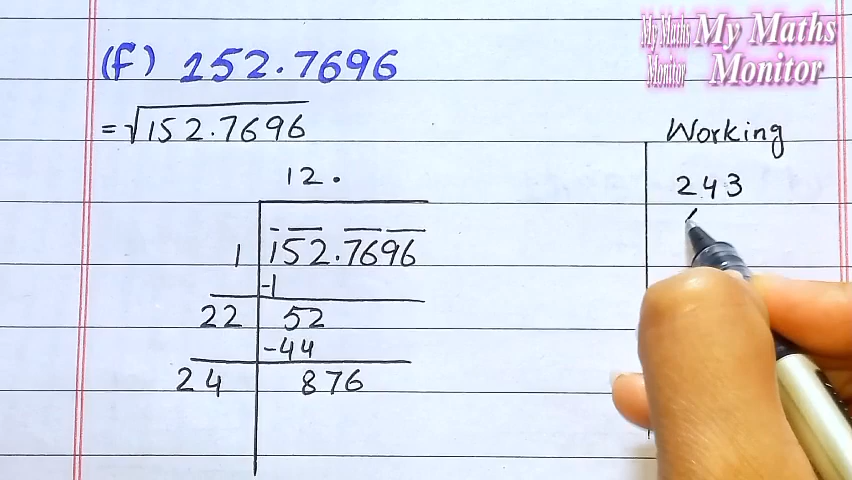 My Maths Monitor My Maths Monitor
(f) 152.7696
= √152.7696
Working
12.
243
1 152.7696
-1
22 52
-44
24 876